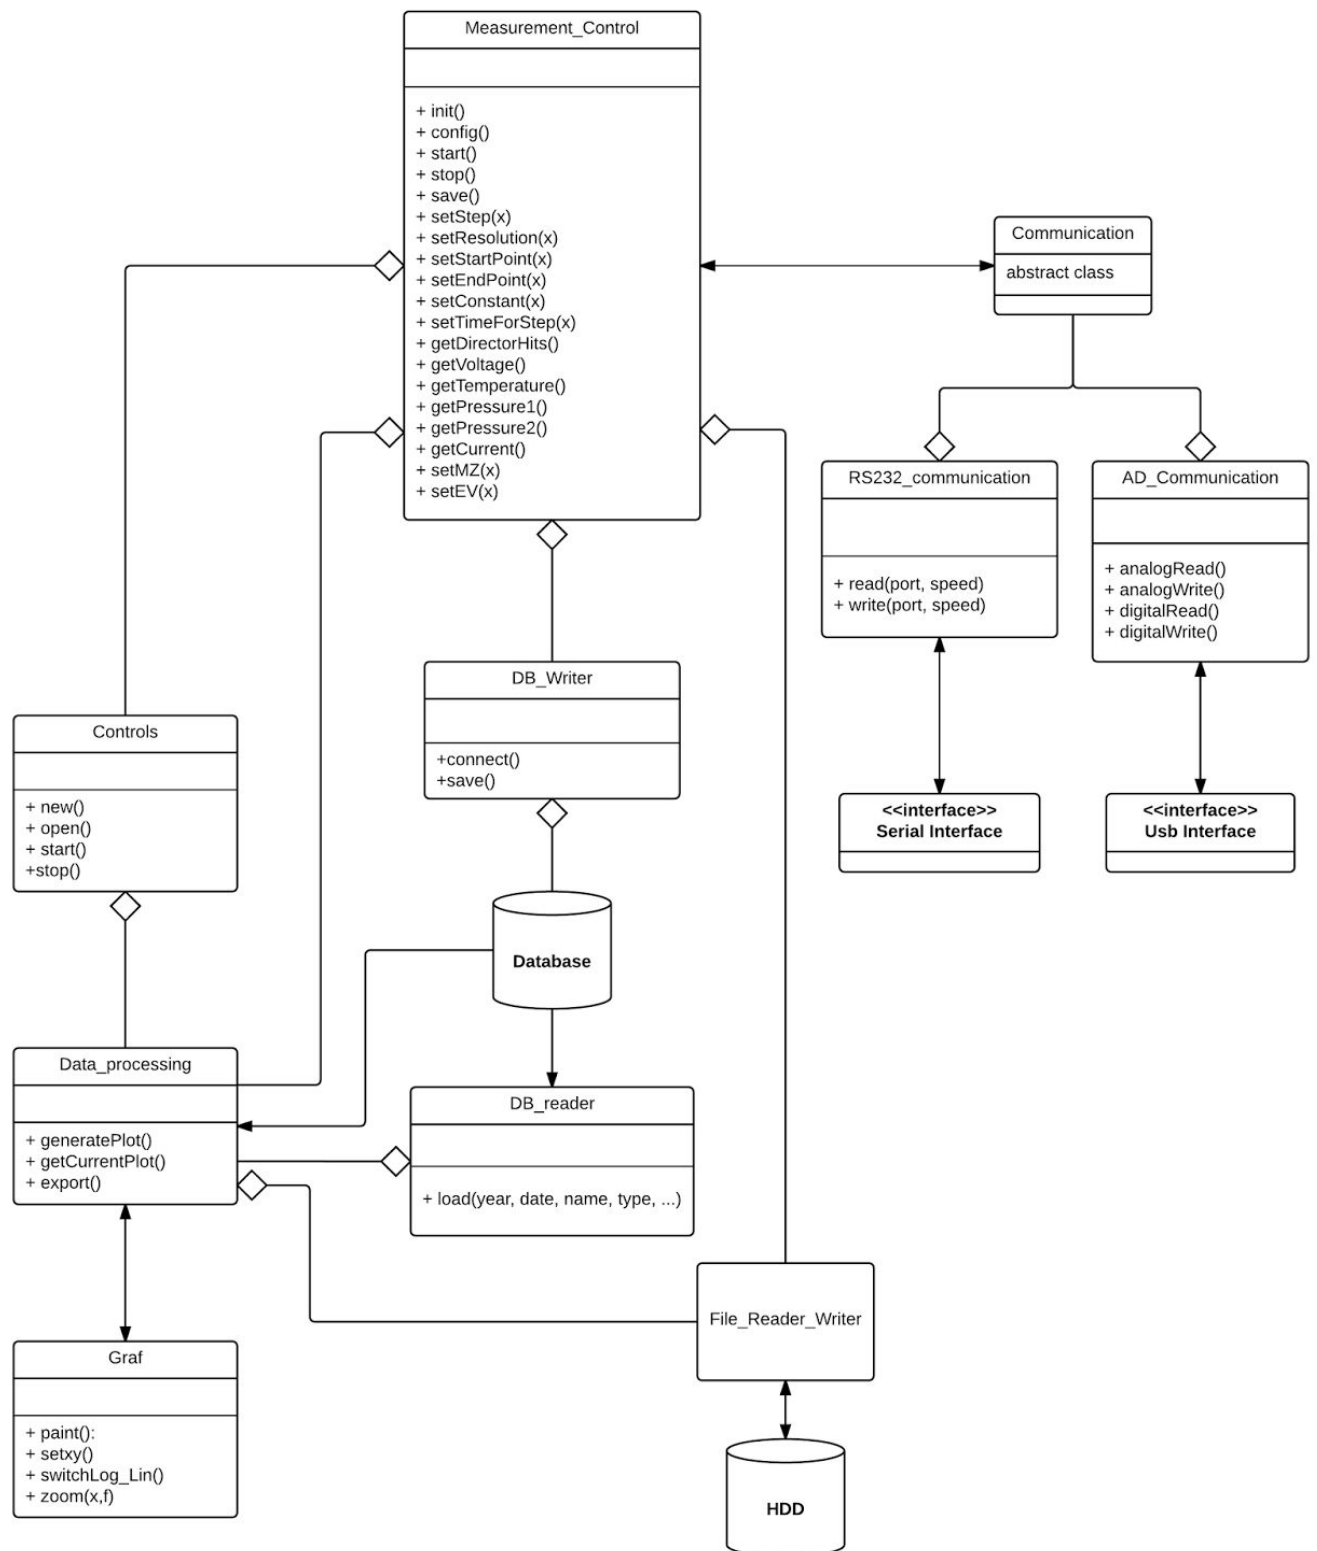 Measurement_Control
+ init()
+ config()
+ start()
+ stop()
+ save()
+ setStep(x)
+ setResolution(x)
+ setStartPoint(x)
+ setEndPoint(x)
+ setConstant(x)
+ setTimeForStep(x)
+ getDirectorHits()
+ getVoltage()
+ getTemperature()
+ getPressure1()
+ getPressure2()
+ getCurrent()
+ setMZ(x)
+ setEV(x)
Communication
abstract class
RS232_communication
+ read(port, speed)
+ write(port, speed)
AD_Communication
+ analogRead()
+ analogWrite()
+ digitalRead()
+ digitalWrite()
DB_Writer
+connect()
+save()
Controls
+ new()
+ open()
+ start()
+stop()
<<interface>>
Serial Interface
<<interface>>
Usb Interface
Database
Data_processing
+ generatePlot()
+ getCurrentPlot()
+ export()
DB_reader
+ load(year, date, name, type, ...)
File_Reader_Writer
Graf
+ paint():
+ setxy()
+ switchLog_Lin()
+ zoom(x,f)
HDD